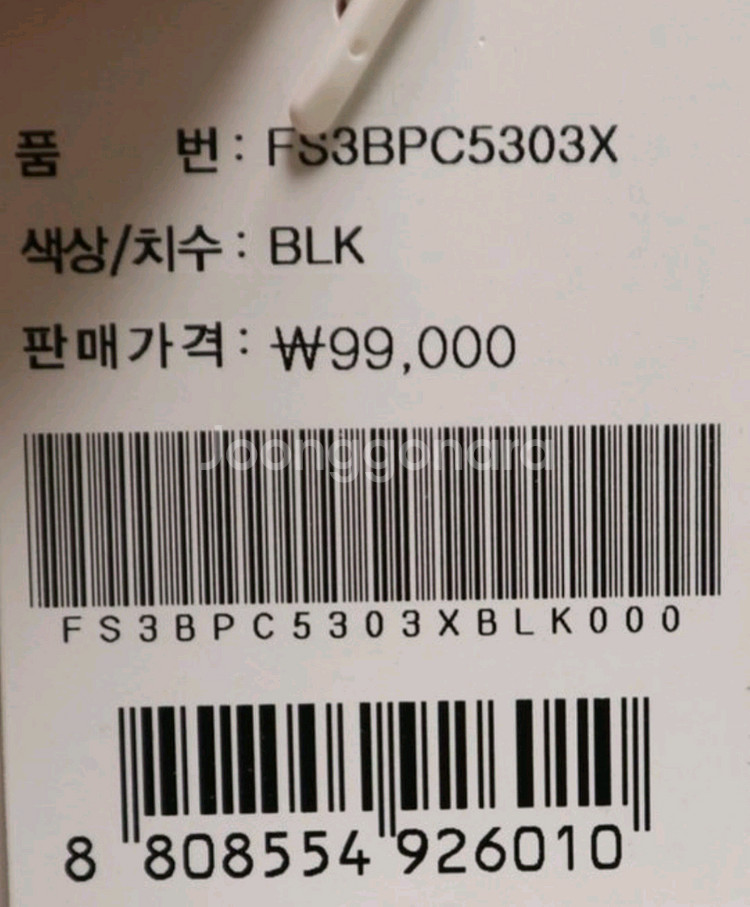 품 번 : FS3BPC5303X
색상/치수 : BLK
판매가격 : ₩99,000
Joonggonara
FS3BPC5303XBLK000
8 808554 926010